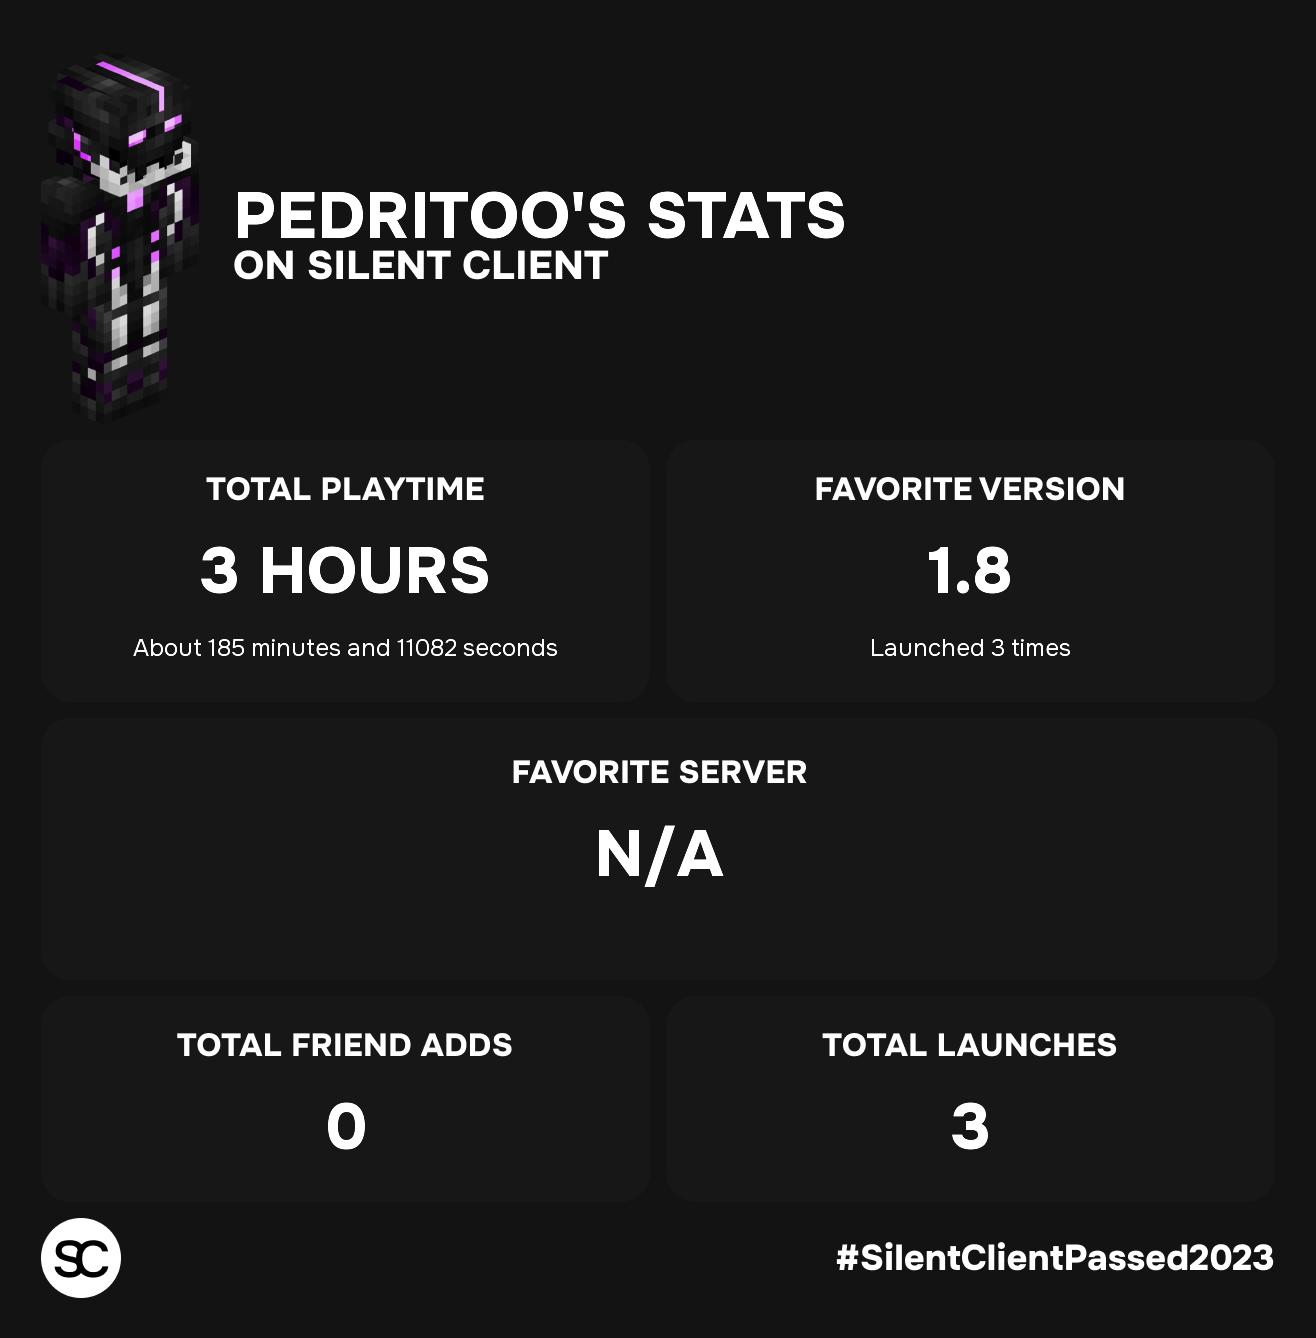 PEDRITOO'S STATS
ON SILENT CLIENT
TOTAL PLAYTIME
3 HOURS
About 185 minutes and 11082 seconds
FAVORITE VERSION
1.8
Launched 3 times
FAVORITE SERVER
N/A
TOTAL FRIEND ADDS
0
TOTAL LAUNCHES
3
SC
#SilentClientPassed2023